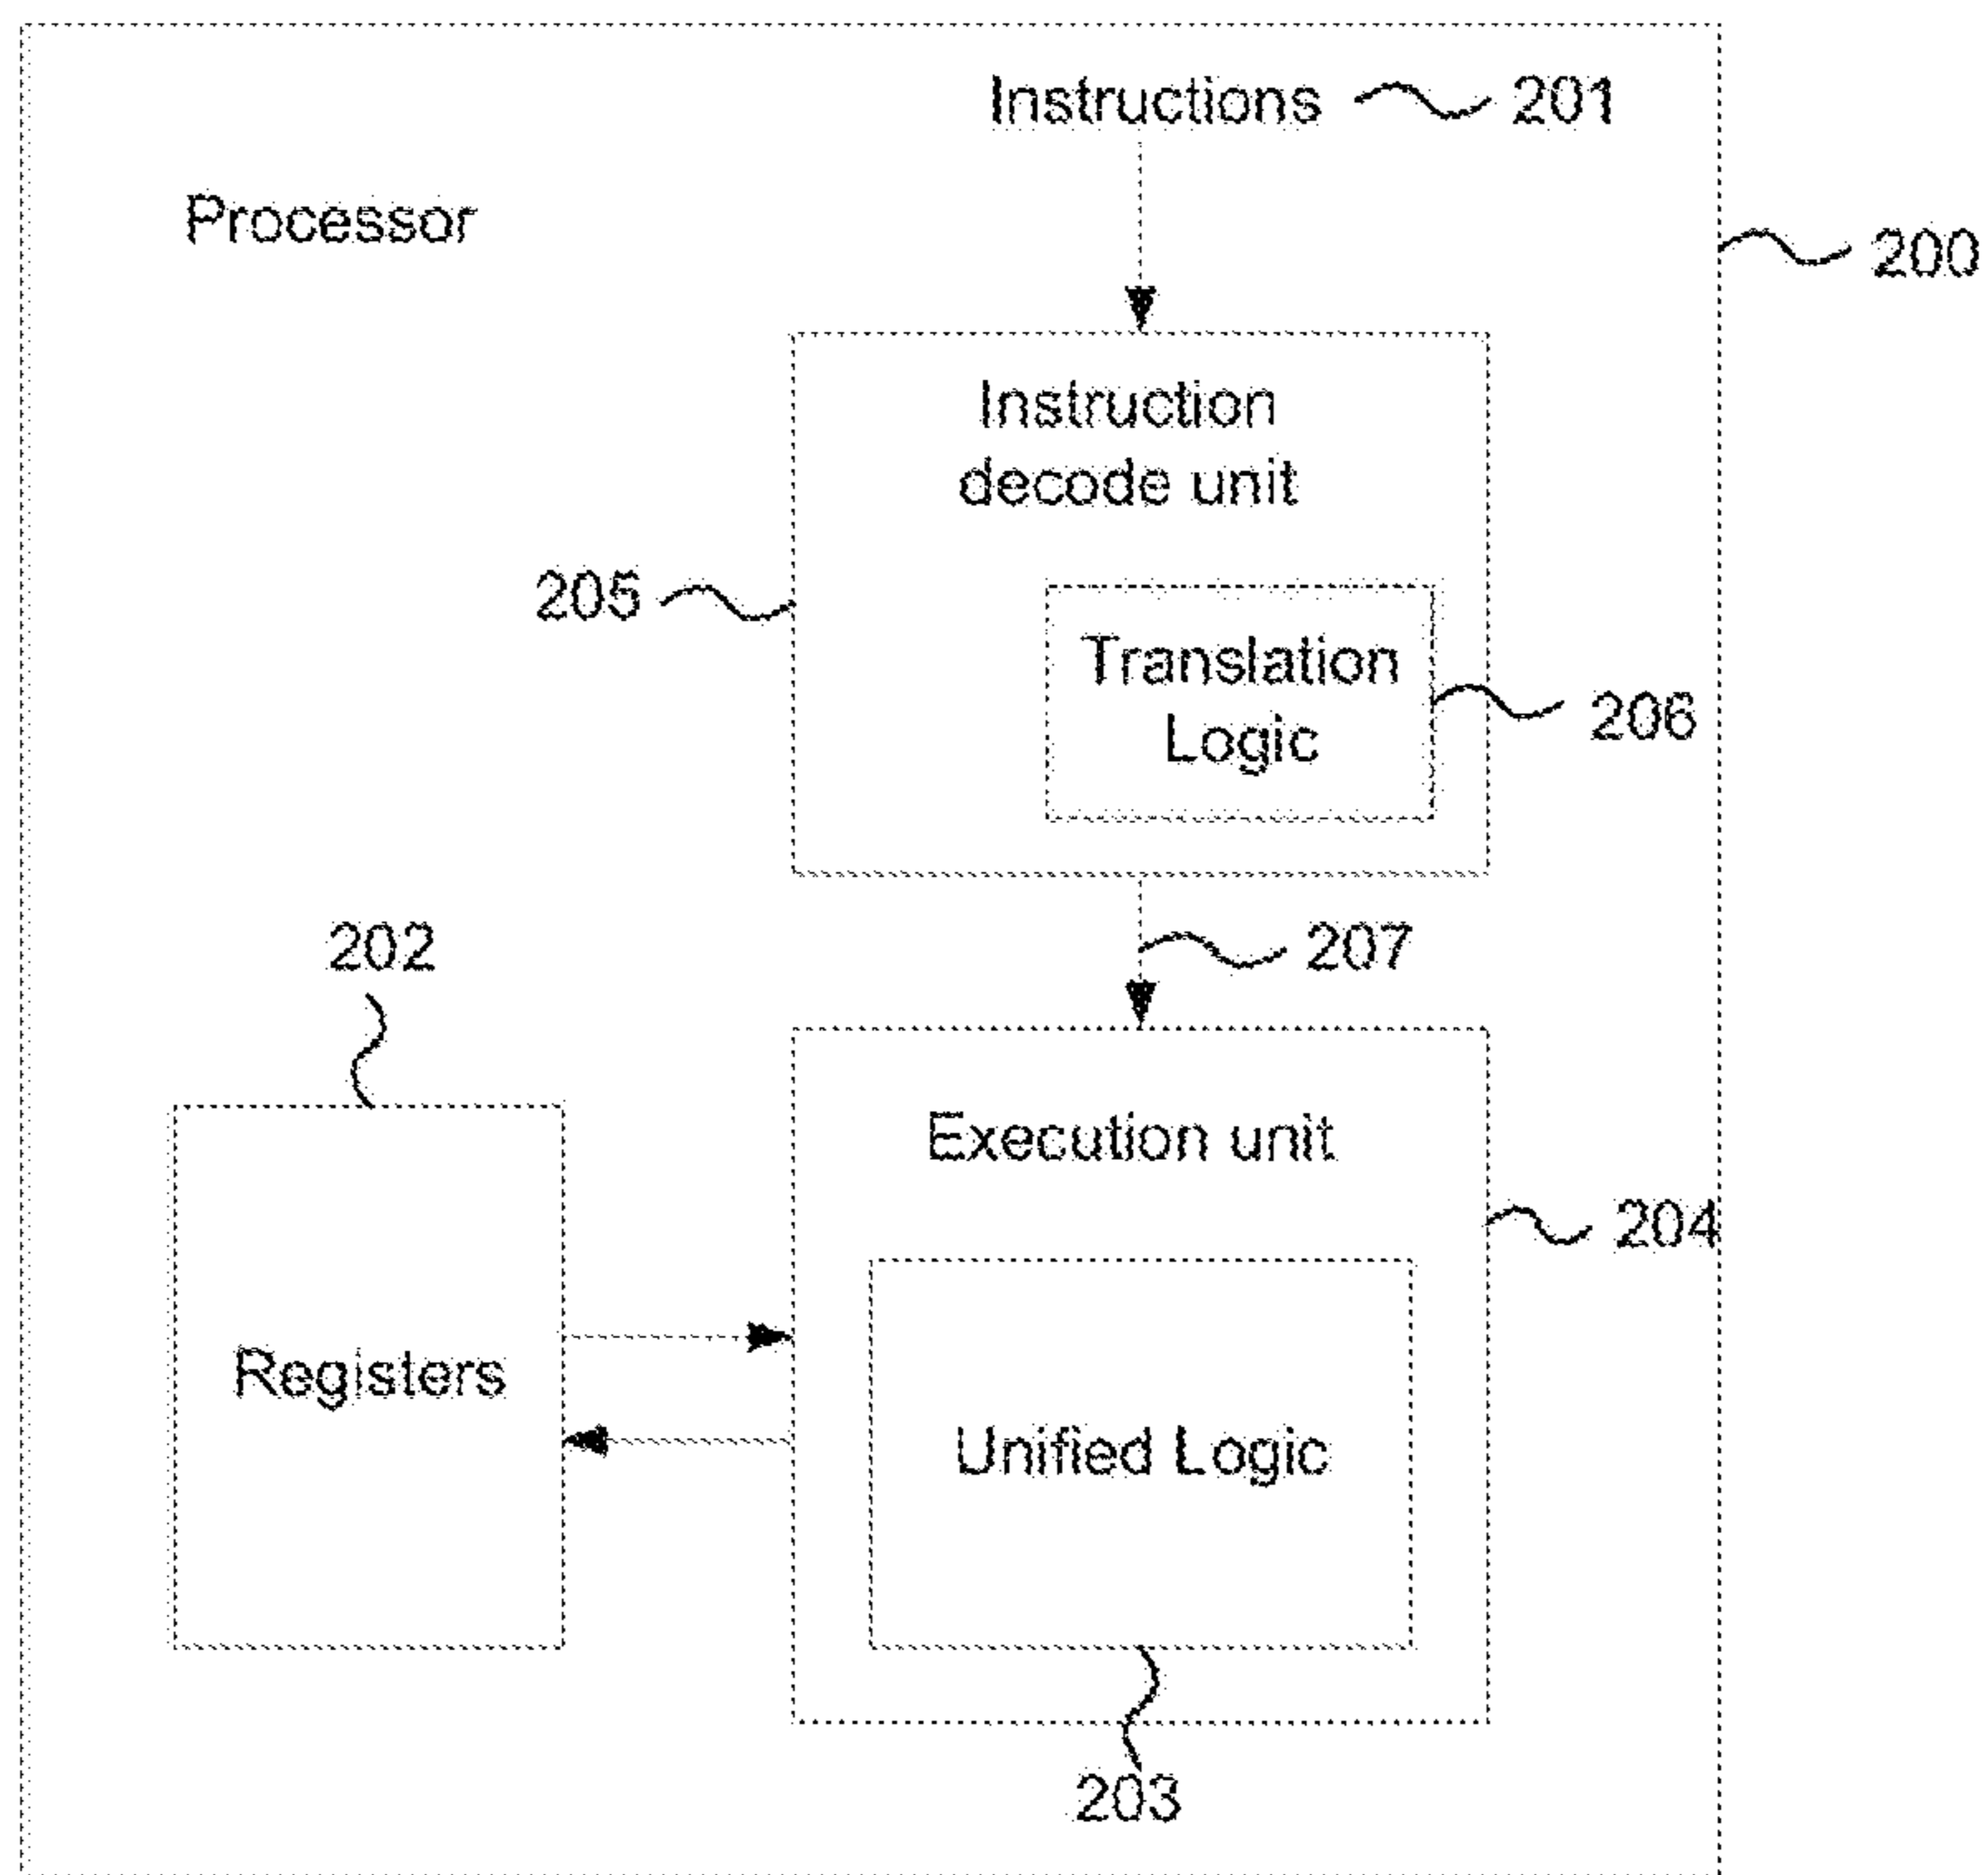 Instructions 201
Processor
200
Instruction
decode unit
205
Translation
Logic
206
202
207
Execution unit
204
Registers
Unified Logic
203